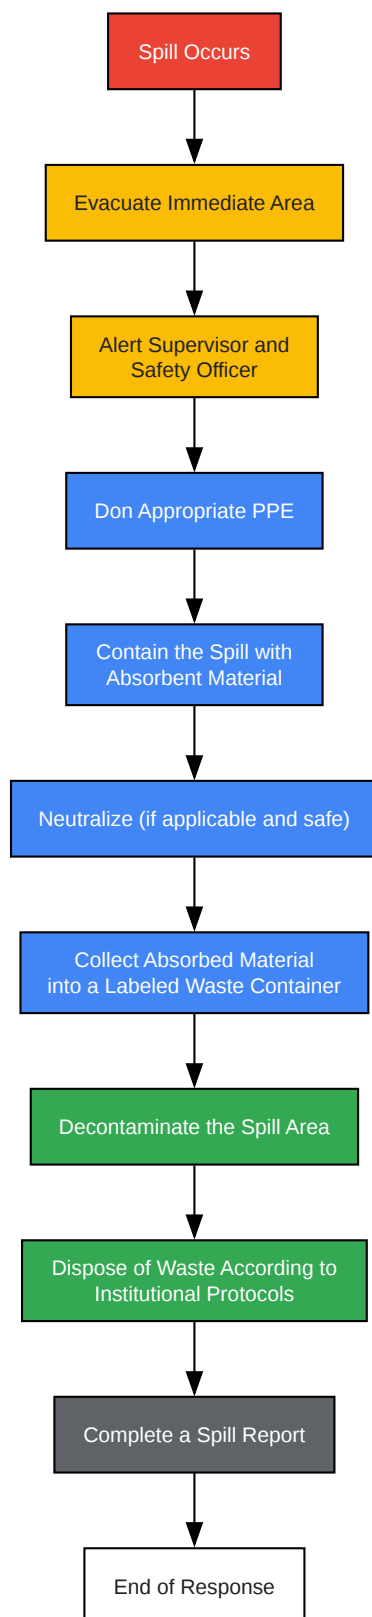 Spill Occurs
Evacuate Immediate Area
Alert Supervisor and
Safety Officer
Don Appropriate PPE
Contain the Spill with
Absorbent Material
Neutralize (if applicable and safe)
Collect Absorbed Material
into a Labeled Waste Container
Decontaminate the Spill Area
Dispose of Waste According to
Institutional Protocols
Complete a Spill Report
End of Response